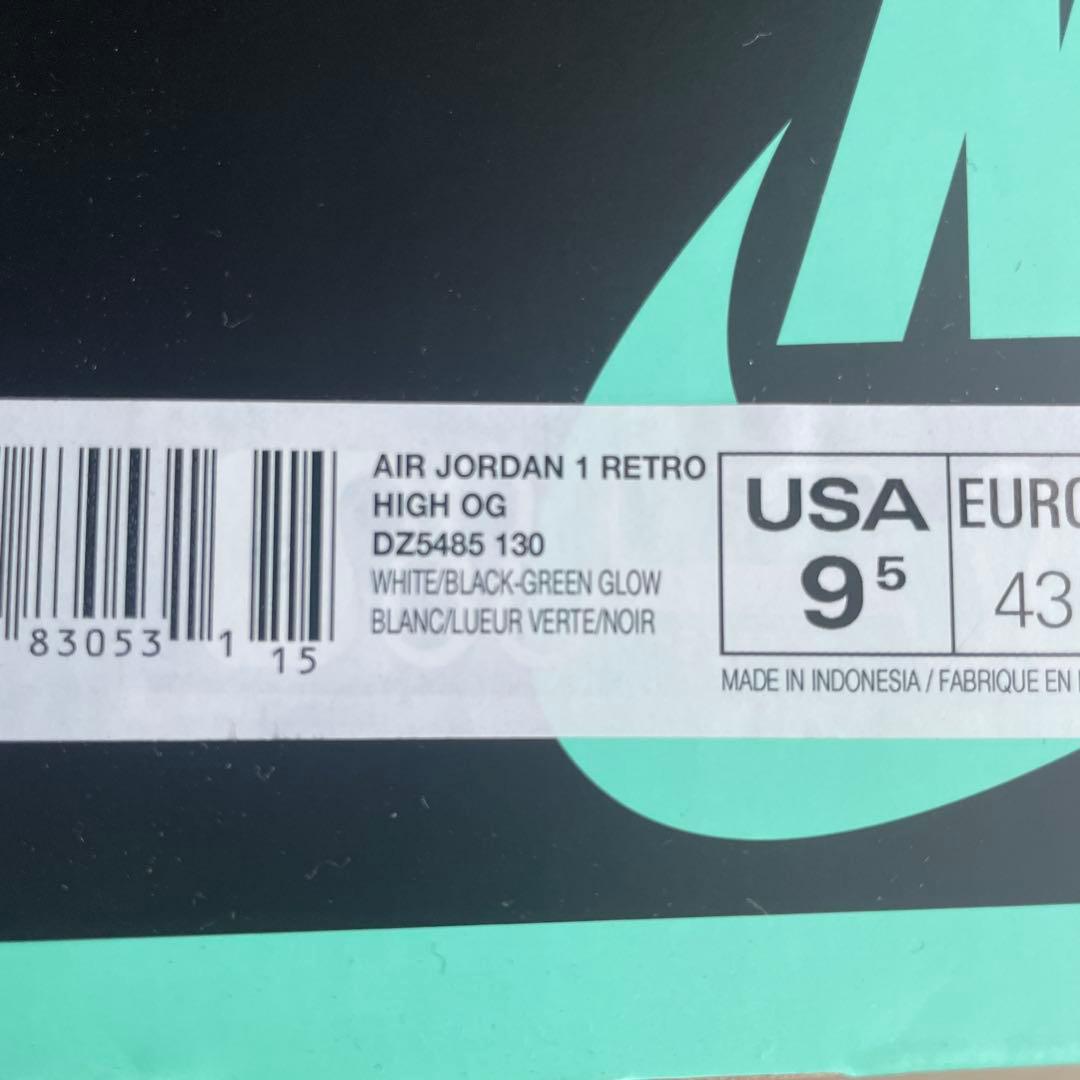 AIR JORDAN 1 RETRO
HIGH OG
DZ5485 130
WHITE/BLACK-GREEN GLOW
BLANC/LUEUR VERTE/NOIR
83053 1
15
USA
9 5
EURO
43
MADE IN INDONESIA / FABRIQUE EN